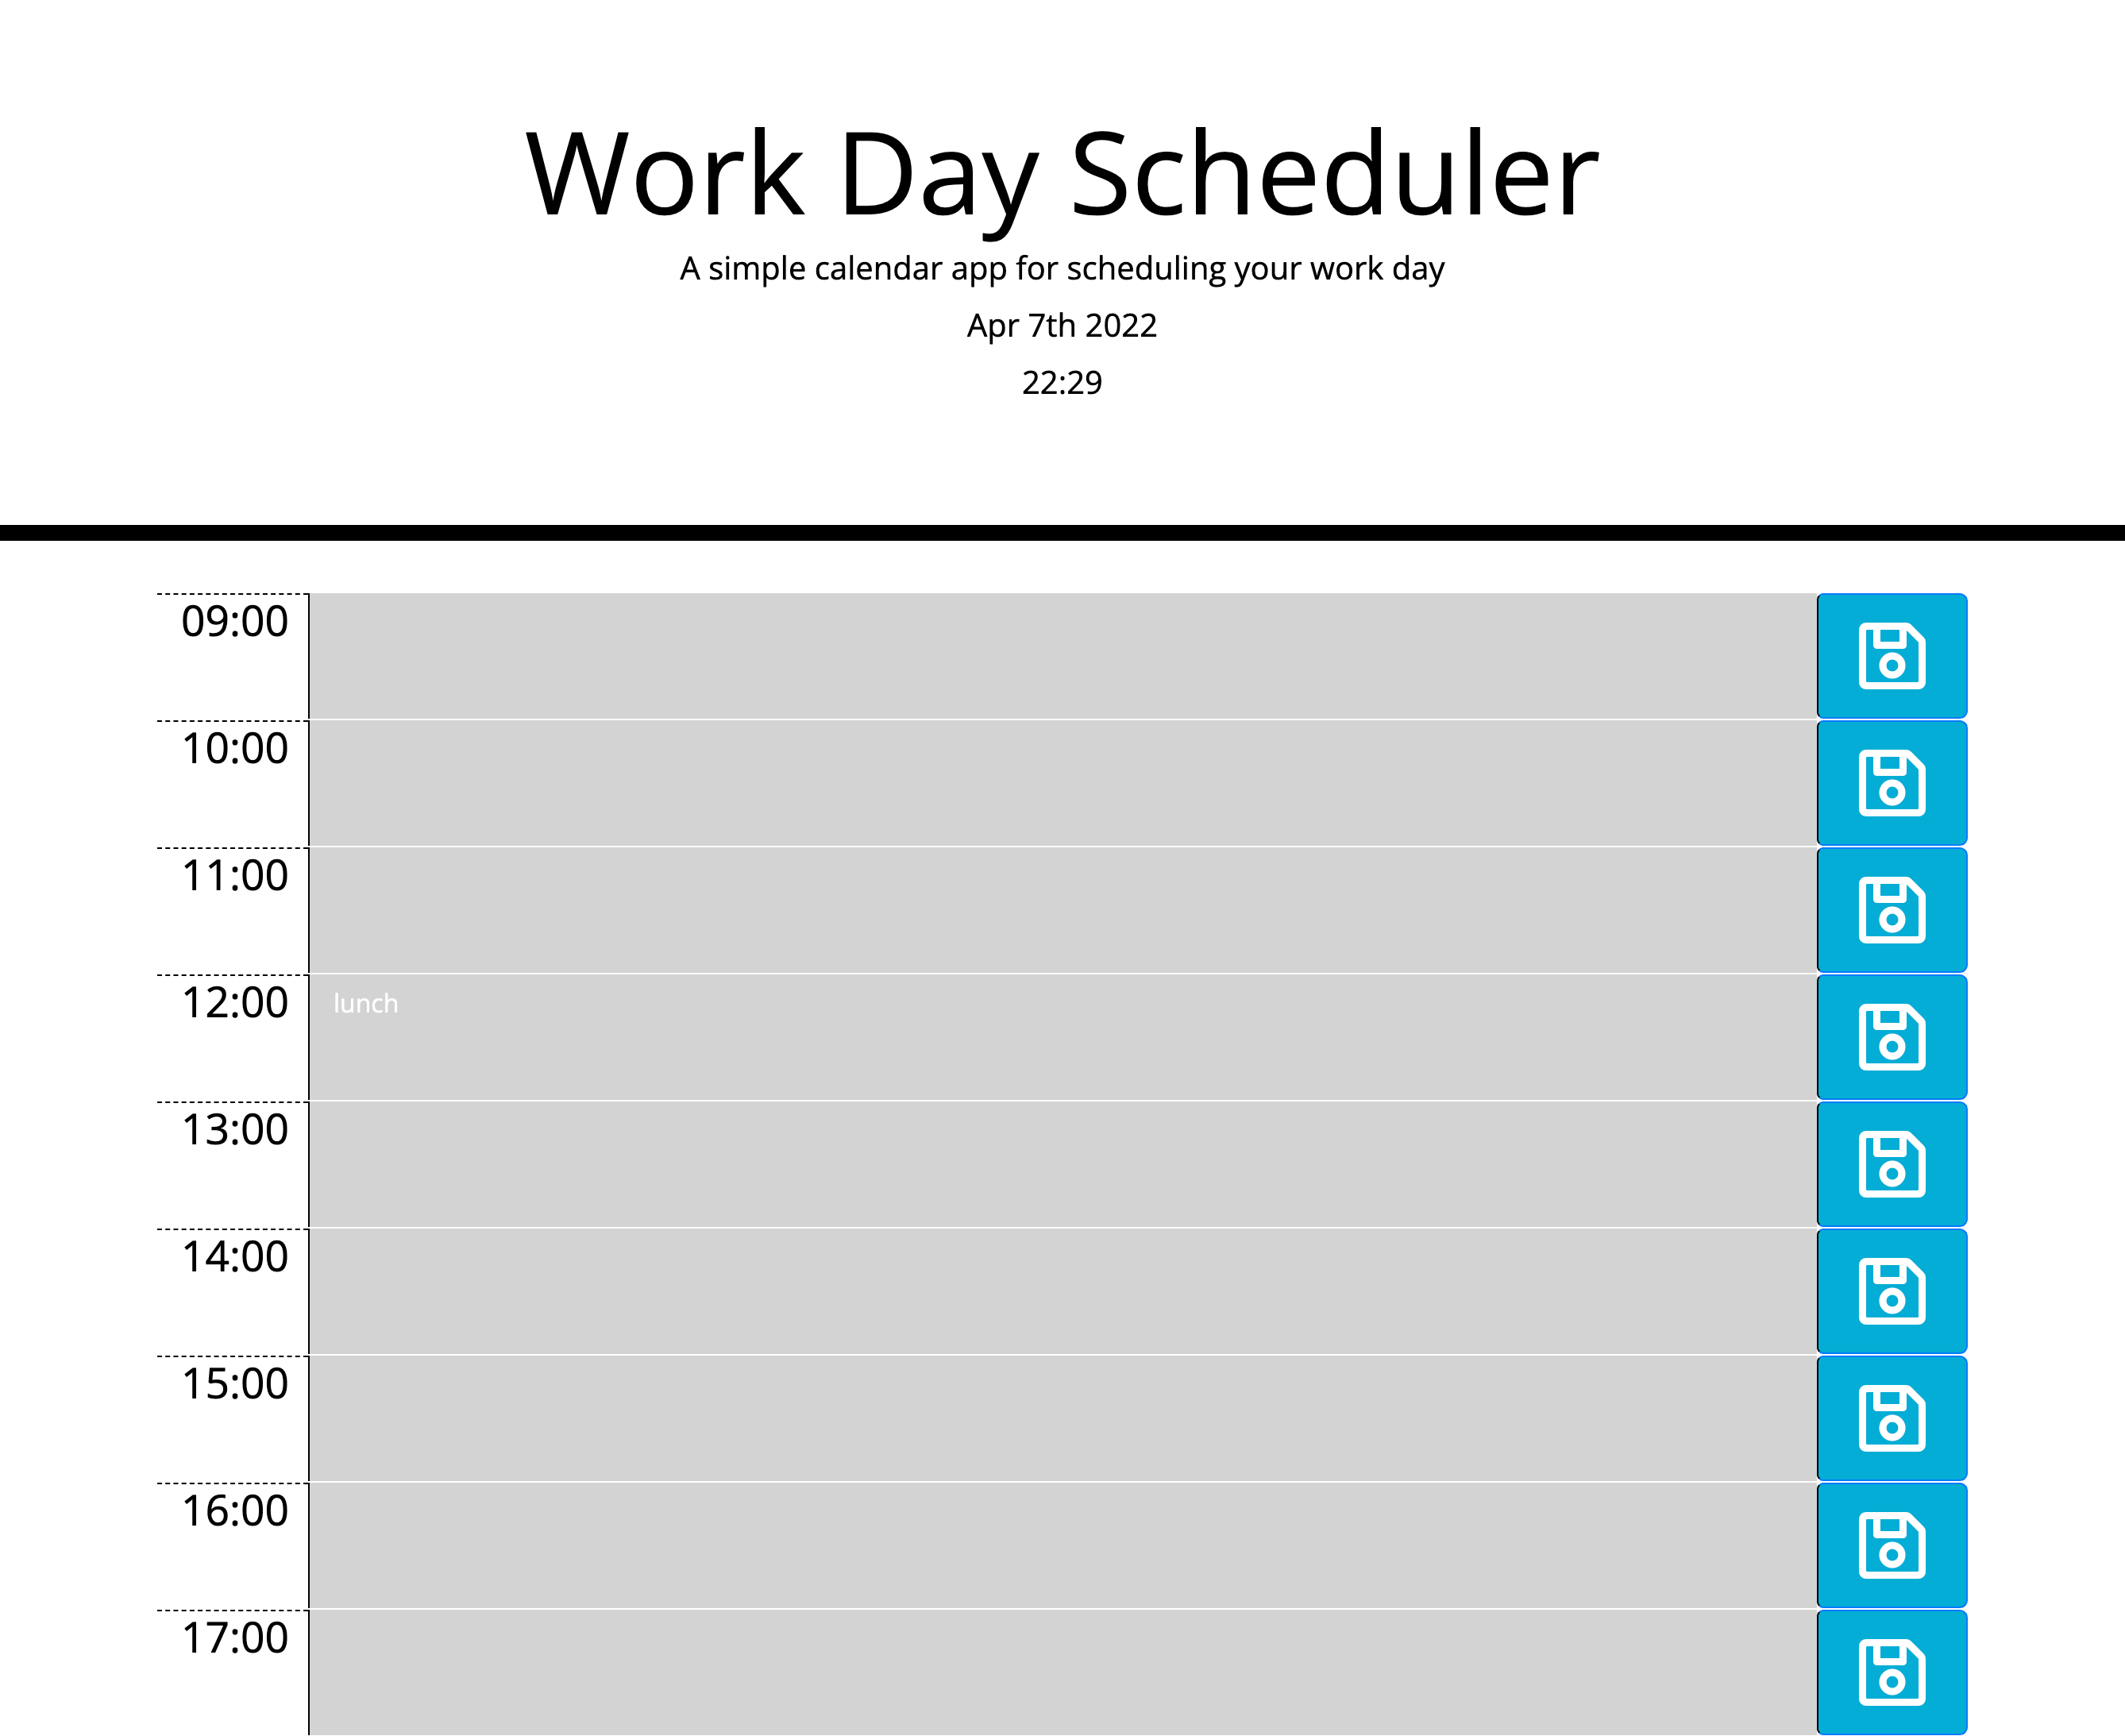 Work Day Scheduler
A simple calendar app for scheduling your work day
Apr 7th 2022
22:29
09:00
10:00
11:00
12:00 lunch
13:00
14:00
15:00
16:00
17:00